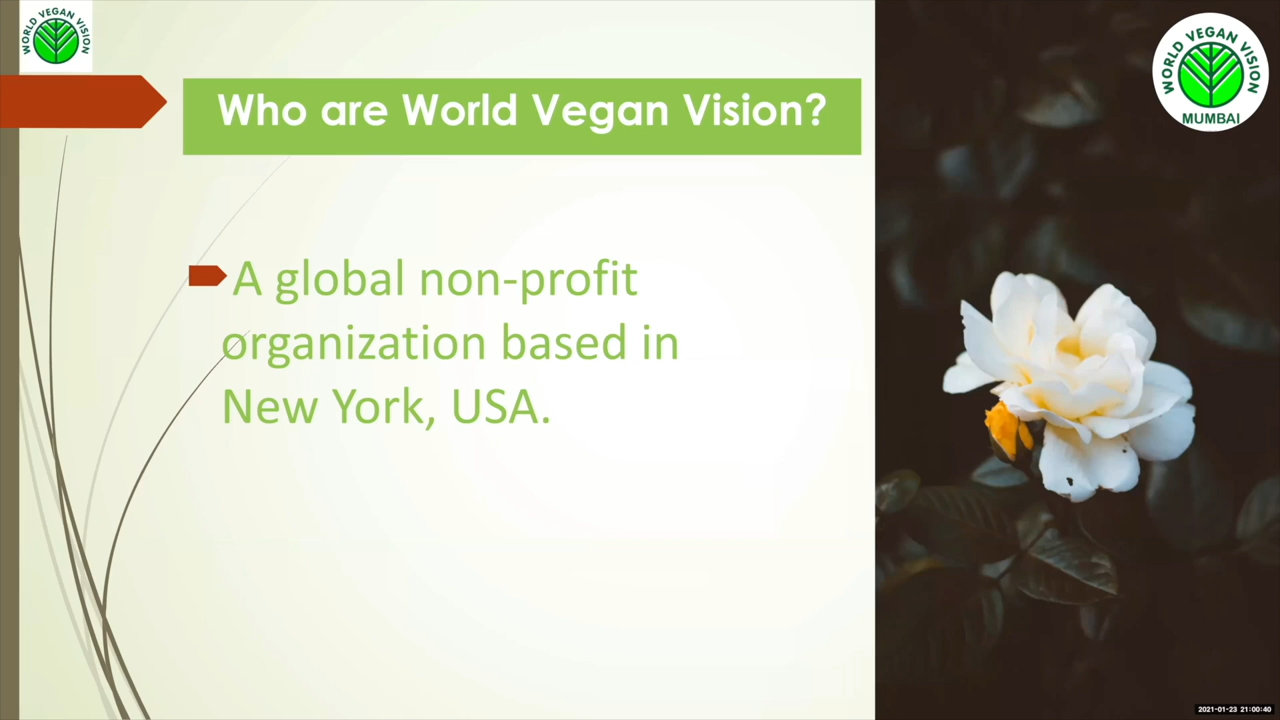 WORLD VEGAN VISION
Who are World Vegan Vision?
WORLD VEGAN VISION
MUMBAI
A global non-profit
organization based in
New York, USA.
2021-01-23 21:00:40